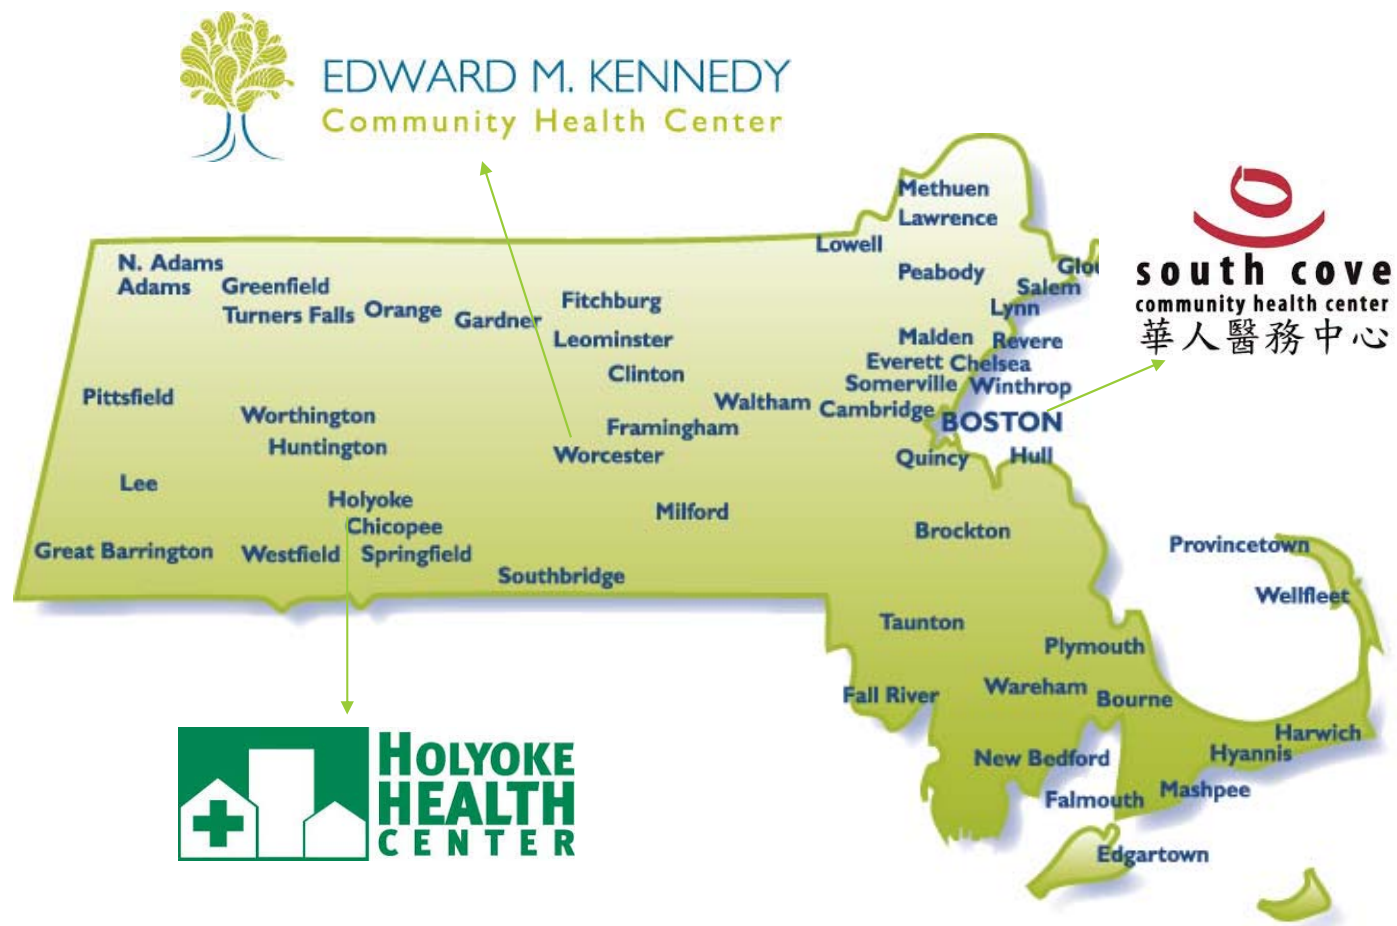 EDWARD M. KENNEDY
Community Health Center
south cove
community health center
華人醫務中心
Methuen
Lawrence
Lowell
Peabody
Glou
Salem
Lynn
N. Adams
Adams
Greenfield
Turners Falls
Orange
Gardner
Fitchburg
Leominster
Clinton
Malden
Revere
Everett
Chelsea
Somerville
Winthrop
Waltham
Cambridge
BOSTON
Pittsfield
Worthington
Huntington
Framingham
Worcester
Quincy
Hull
Lee
Holyoke
Chicopee
Milford
Brockton
Provincetown
Great Barrington
Westfield
Springfield
Southbridge
Wellfleet
Taunton
Plymouth
Fall River
Wareham
Bourne
Harwich
Hyannis
New Bedford
Mashpee
Falmouth
Edgartown
HOLYOKE
HEALTH
CENTER